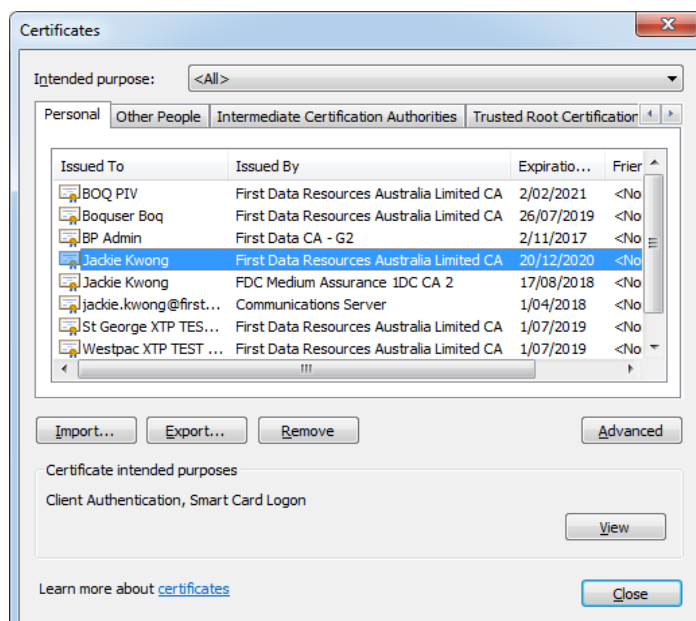 Certificates
Intended purpose: <All>
Personal Other People Intermediate Certification Authorities Trusted Root Certification
Issued To Issued By Expiratio... Frien
BOQ PIV First Data Resources Australia Limited CA 2/02/2021 <No
Boquser Boq First Data Resources Australia Limited CA 26/07/2019 <No
BP Admin First Data CA - G2 2/11/2017 <No
Jackie Kwong First Data Resources Australia Limited CA 20/12/2020 <No
Jackie Kwong FDC Medium Assurance 1DC CA 2 17/08/2018 <No
jackie.kwong@first... Communications Server 1/04/2018 <No
St George XTP TES... First Data Resources Australia Limited CA 1/07/2019 <No
Westpac XTP TEST ... First Data Resources Australia Limited CA 1/07/2019 <No
Import... Export... Remove Advanced
Certificate intended purposes
Client Authentication, Smart Card Logon
View
Learn more about certificates
Close